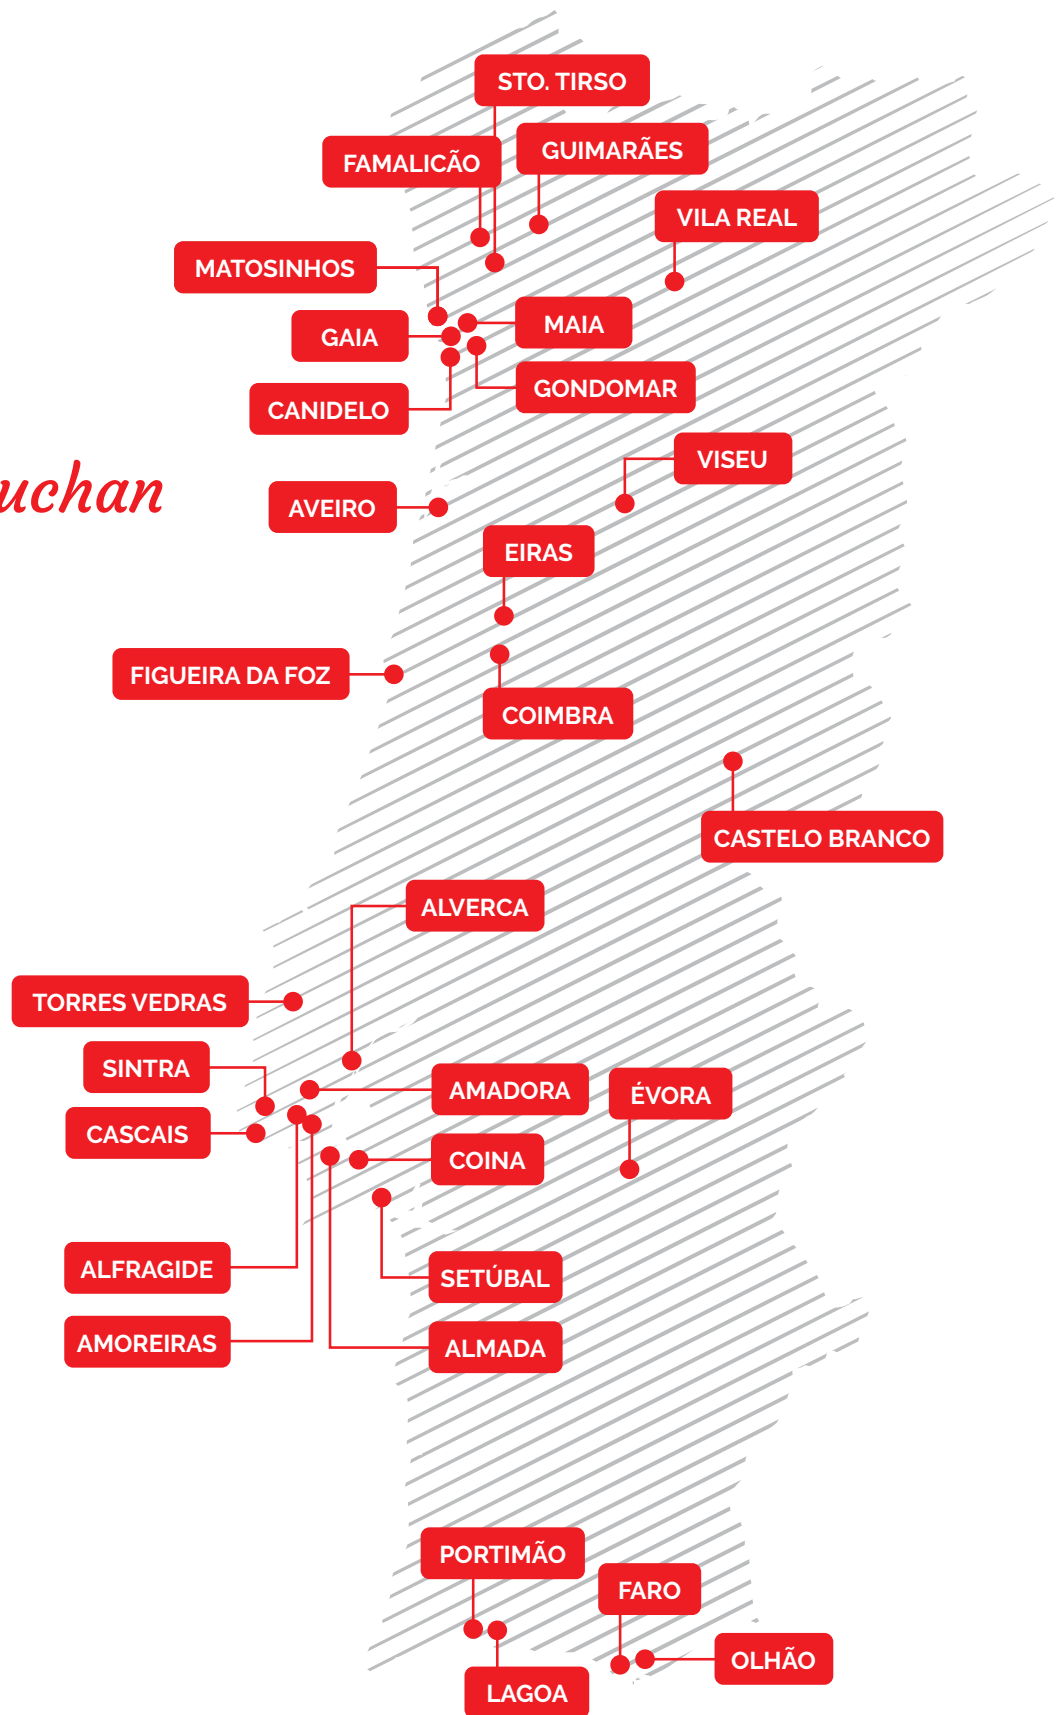 STO. TIRSO
GUIMARÃES
FAMALICÃO
VILA REAL
MATOSINHOS
MAIA
GAIA
GONDOMAR
CANIDELO
VISEU
uchan
AVEIRO
EIRAS
FIGUEIRA DA FOZ
COIMBRA
CASTELO BRANCO
ALVERCA
TORRES VEDRAS
SINTRA
AMADORA
ÉVORA
CASCAIS
COINA
ALFRAGIDE
SETÚBAL
AMOREIRAS
ALMADA
PORTIMÃO
FARO
OLHÃO
LAGOA